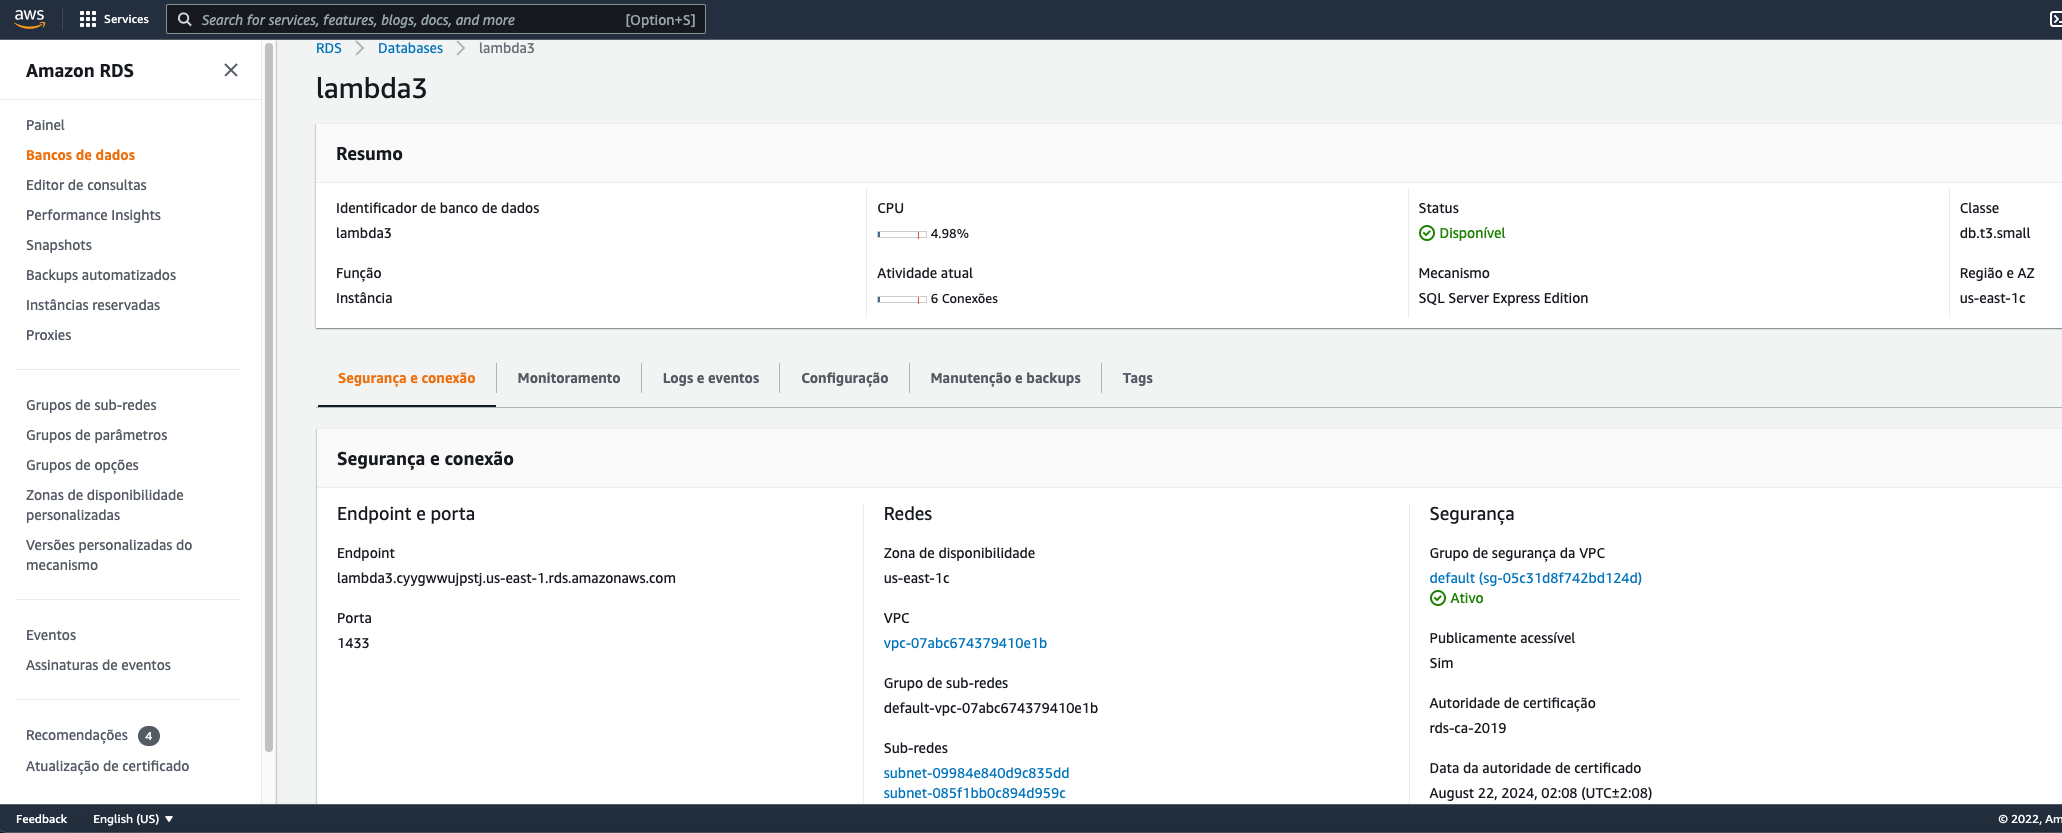 aws
Services
Search for services, features, blogs, docs, and more
[Option+S]
Amazon RDS
Painel
Bancos de dados
Editor de consultas
Performance Insights
Snapshots
Backups automatizados
Instâncias reservadas
Proxies
Grupos de sub-redes
Grupos de parâmetros
Grupos de opções
Zonas de disponibilidade
personalizadas
Versões personalizadas do
mecanismo
Eventos
Assinaturas de eventos
Recomendações 4
Atualização de certificado
RDS
Databases
lambda3
lambda3
Resumo
Identificador de banco de dados
lambda3
Função
Instância
CPU
4.98%
Atividade atual
6 Conexões
Status
Disponível
Mecanismo
SQL Server Express Edition
Classe
db.t3.small
Região e AZ
us-east-1c
Segurança e conexão
Monitoramento
Logs e eventos
Configuração
Manutenção e backups
Tags
Segurança e conexão
Endpoint e porta
Endpoint
lambda3.cyygwwujpstj.us-east-1.rds.amazonaws.com
Porta
1433
Redes
Zona de disponibilidade
us-east-1c
VPC
vpc-07abc674379410e1b
Grupo de sub-redes
default-vpc-07abc674379410e1b
Sub-redes
subnet-09984e840d9c835dd
subnet-085f1bb0c894d959c
Segurança
Grupo de segurança da VPC
default (sg-05c31d8f742bd124d)
Ativo
Publicamente acessível
Sim
Autoridade de certificação
rds-ca-2019
Data da autoridade de certificado
August 22, 2024, 02:08 (UTC±2:08)
Feedback
English (US)
© 2022, Am